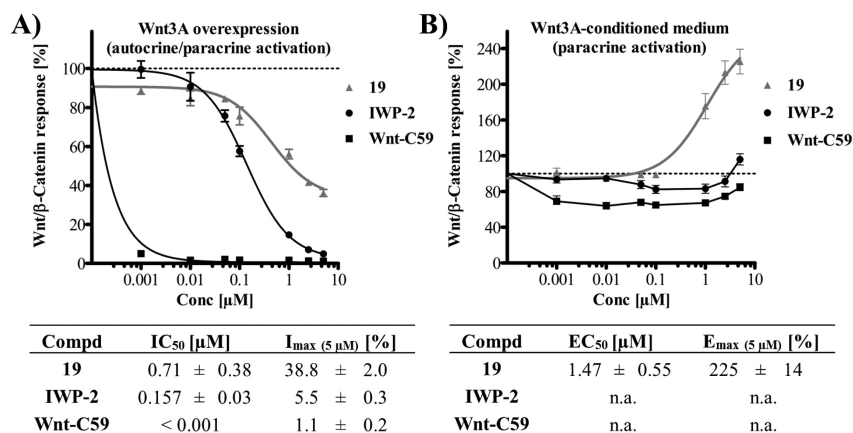 A)
Wnt3A overexpression
(autocrine/paracrine activation)
Wnt/β-Catenin response [%]
100
80
60
40
20
0
0.001
0.01
0.1
1
10
Conc [µM]
19
IWP-2
Wnt-C59
Compd IC50 [µM] Imax (5 µM) [%]
19 0.71 ± 0.38 38.8 ± 2.0
IWP-2 0.157 ± 0.03 5.5 ± 0.3
Wnt-C59 < 0.001 1.1 ± 0.2
B)
Wnt3A-conditioned medium
(paracrine activation)
Wnt/β-Catenin response [%]
240
200
160
120
80
40
0
0.001
0.01
0.1
1
10
Conc [µM]
19
IWP-2
Wnt-C59
Compd EC50 [µM] Emax (5 µM) [%]
19 1.47 ± 0.55 225 ± 14
IWP-2 n.a. n.a.
Wnt-C59 n.a. n.a.